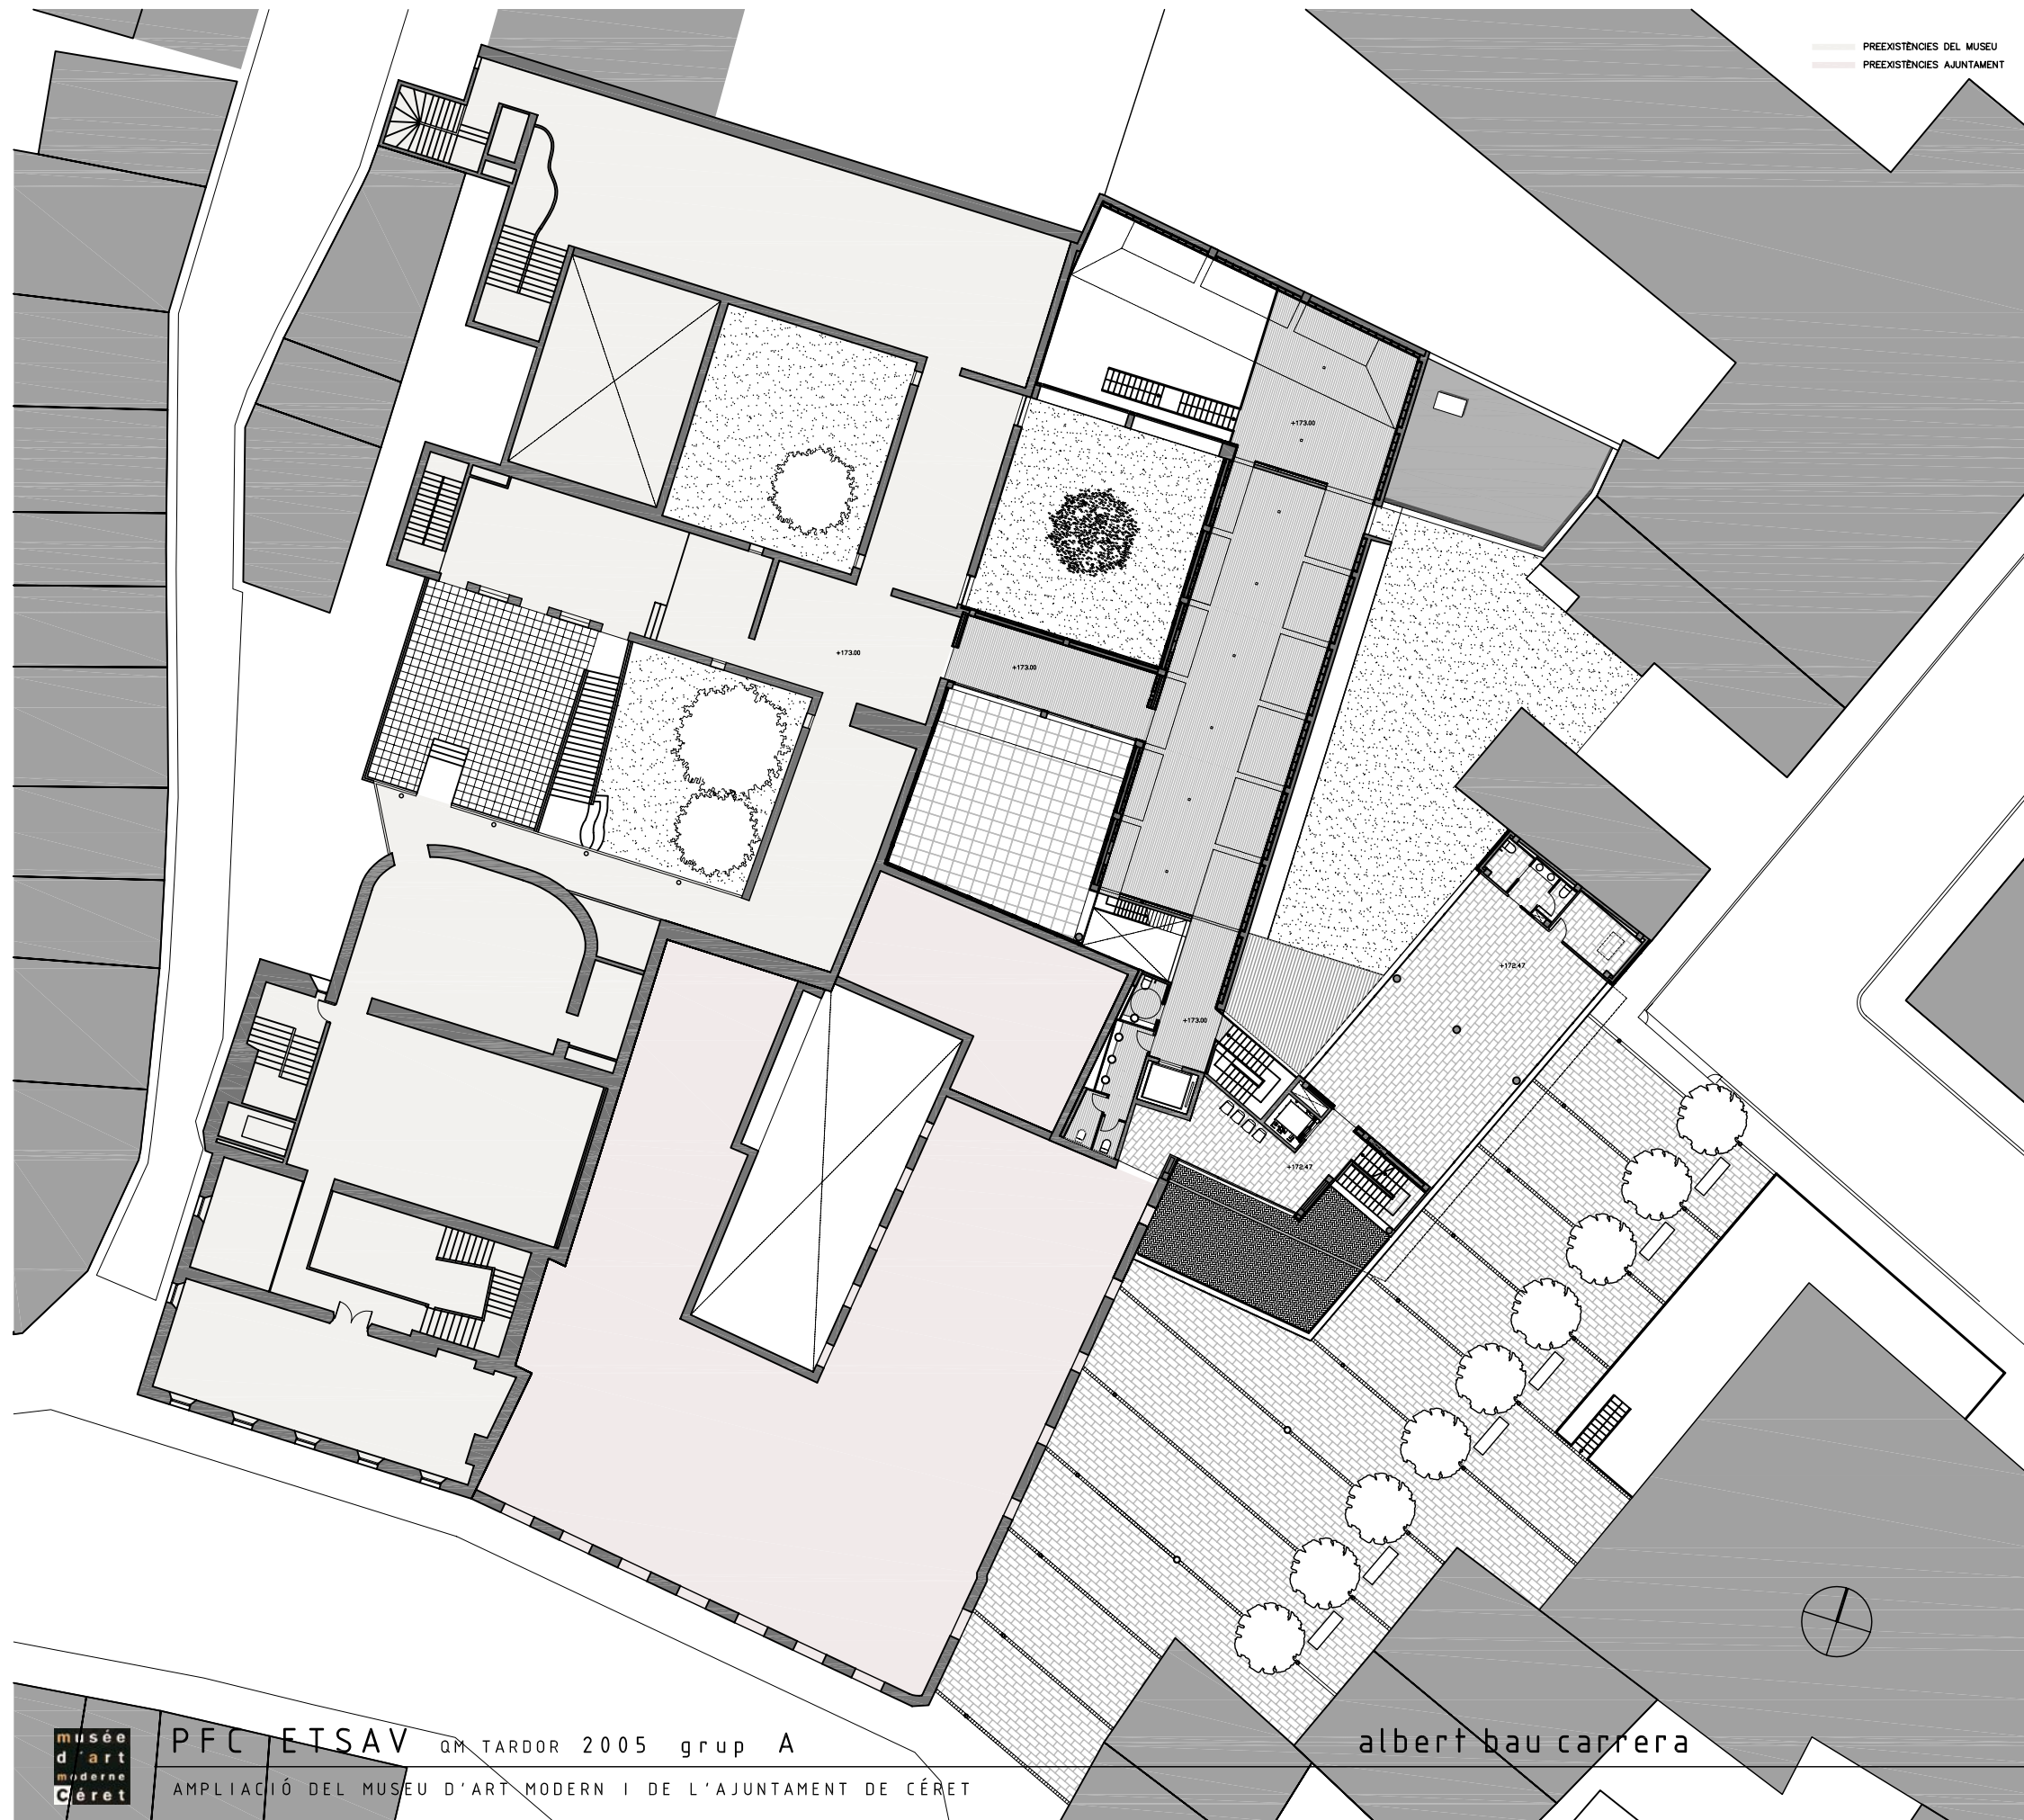 PREEXISTÈNCIES DEL MUSEU
PREEXISTÈNCIES AJUNTAMENT
+173.00
+173.00
+173.00
+172.47
+173.00
+172.47
musée
d'art
moderne
Céret
PFC ETSAV QM TARDOR 2005 grup A
albert bau carrera
AMPLIACIÓ DEL MUSEU D'ART MODERN I DE L'AJUNTAMENT DE CÉRET